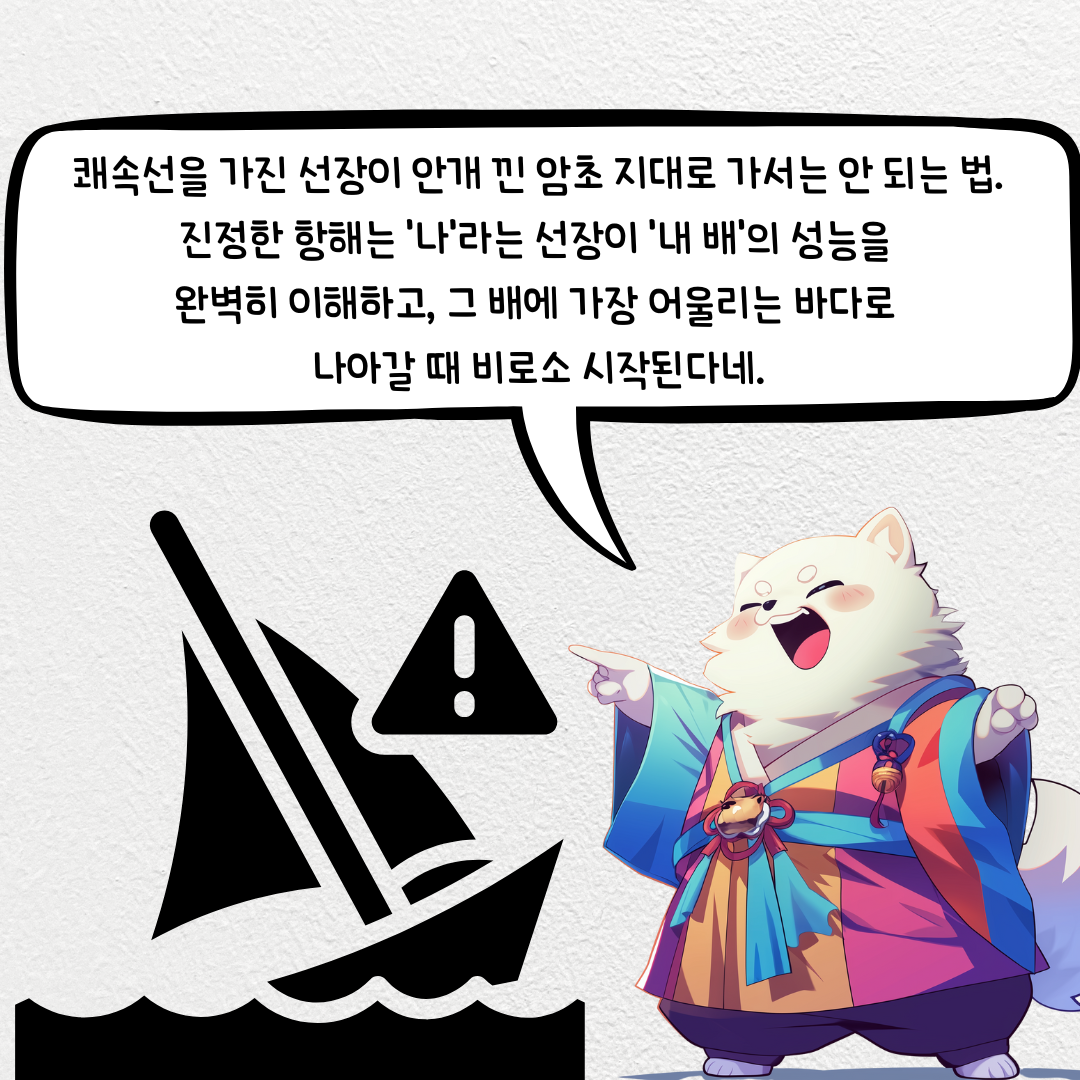 쾌속선을 가진 선장이 안개 낀 암초 지대로 가서는 안 되는 법.
진정한 항해는 '나'라는 선장이 '내 배'의 성능을
완벽히 이해하고, 그 배에 가장 어울리는 바다로
나아갈 때 비로소 시작된다네.